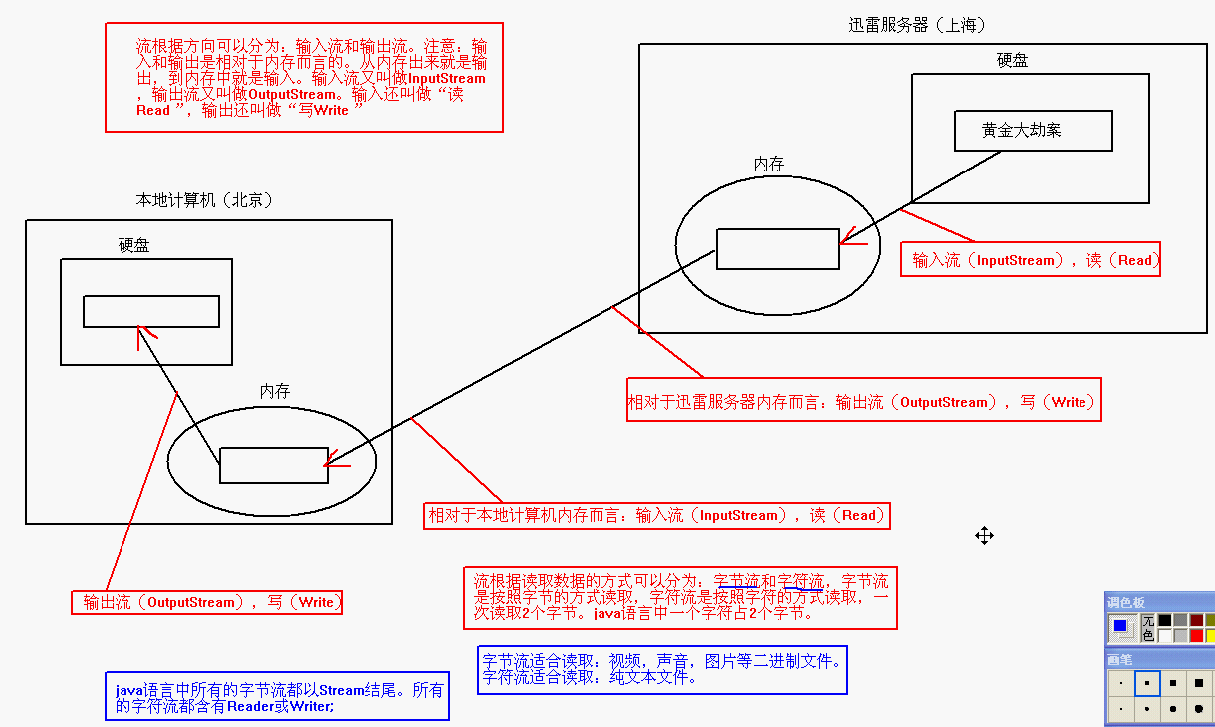 迅雷服务器（上海）
流根据方向可以分为：输入流和输出流。注意：输
入和输出是相对于内存而言的。从内存出来就是输
出，到内存中就是输入。输入流又叫做InputStream
，输出流又叫做OutputStream。输入还叫做“读
Read ”，输出还叫做“写Write ”
硬盘
黄金大劫案
内存
本地计算机（北京）
硬盘
输入流（InputStream），读（Read）
内存
相对于迅雷服务器内存而言：输出流（OutputStream），写（Write）
相对于本地计算机内存而言：输入流（InputStream），读（Read）
输出流（OutputStream），写（Write）
流根据读取数据的方式可以分为：字节流和字符流，字节流
是按照字节的方式读取，字符流是按照字符的方式读取，一
次读取2个字节。java语言中一个字符占2个字节。
字节流适合读取：视频，声音，图片等二进制文件。
字符流适合读取：纯文本文件。
java语言中所有的字节流都以Stream结尾。所有
的字符流都含有Reader或Writer;
调色板
无
色
画笔